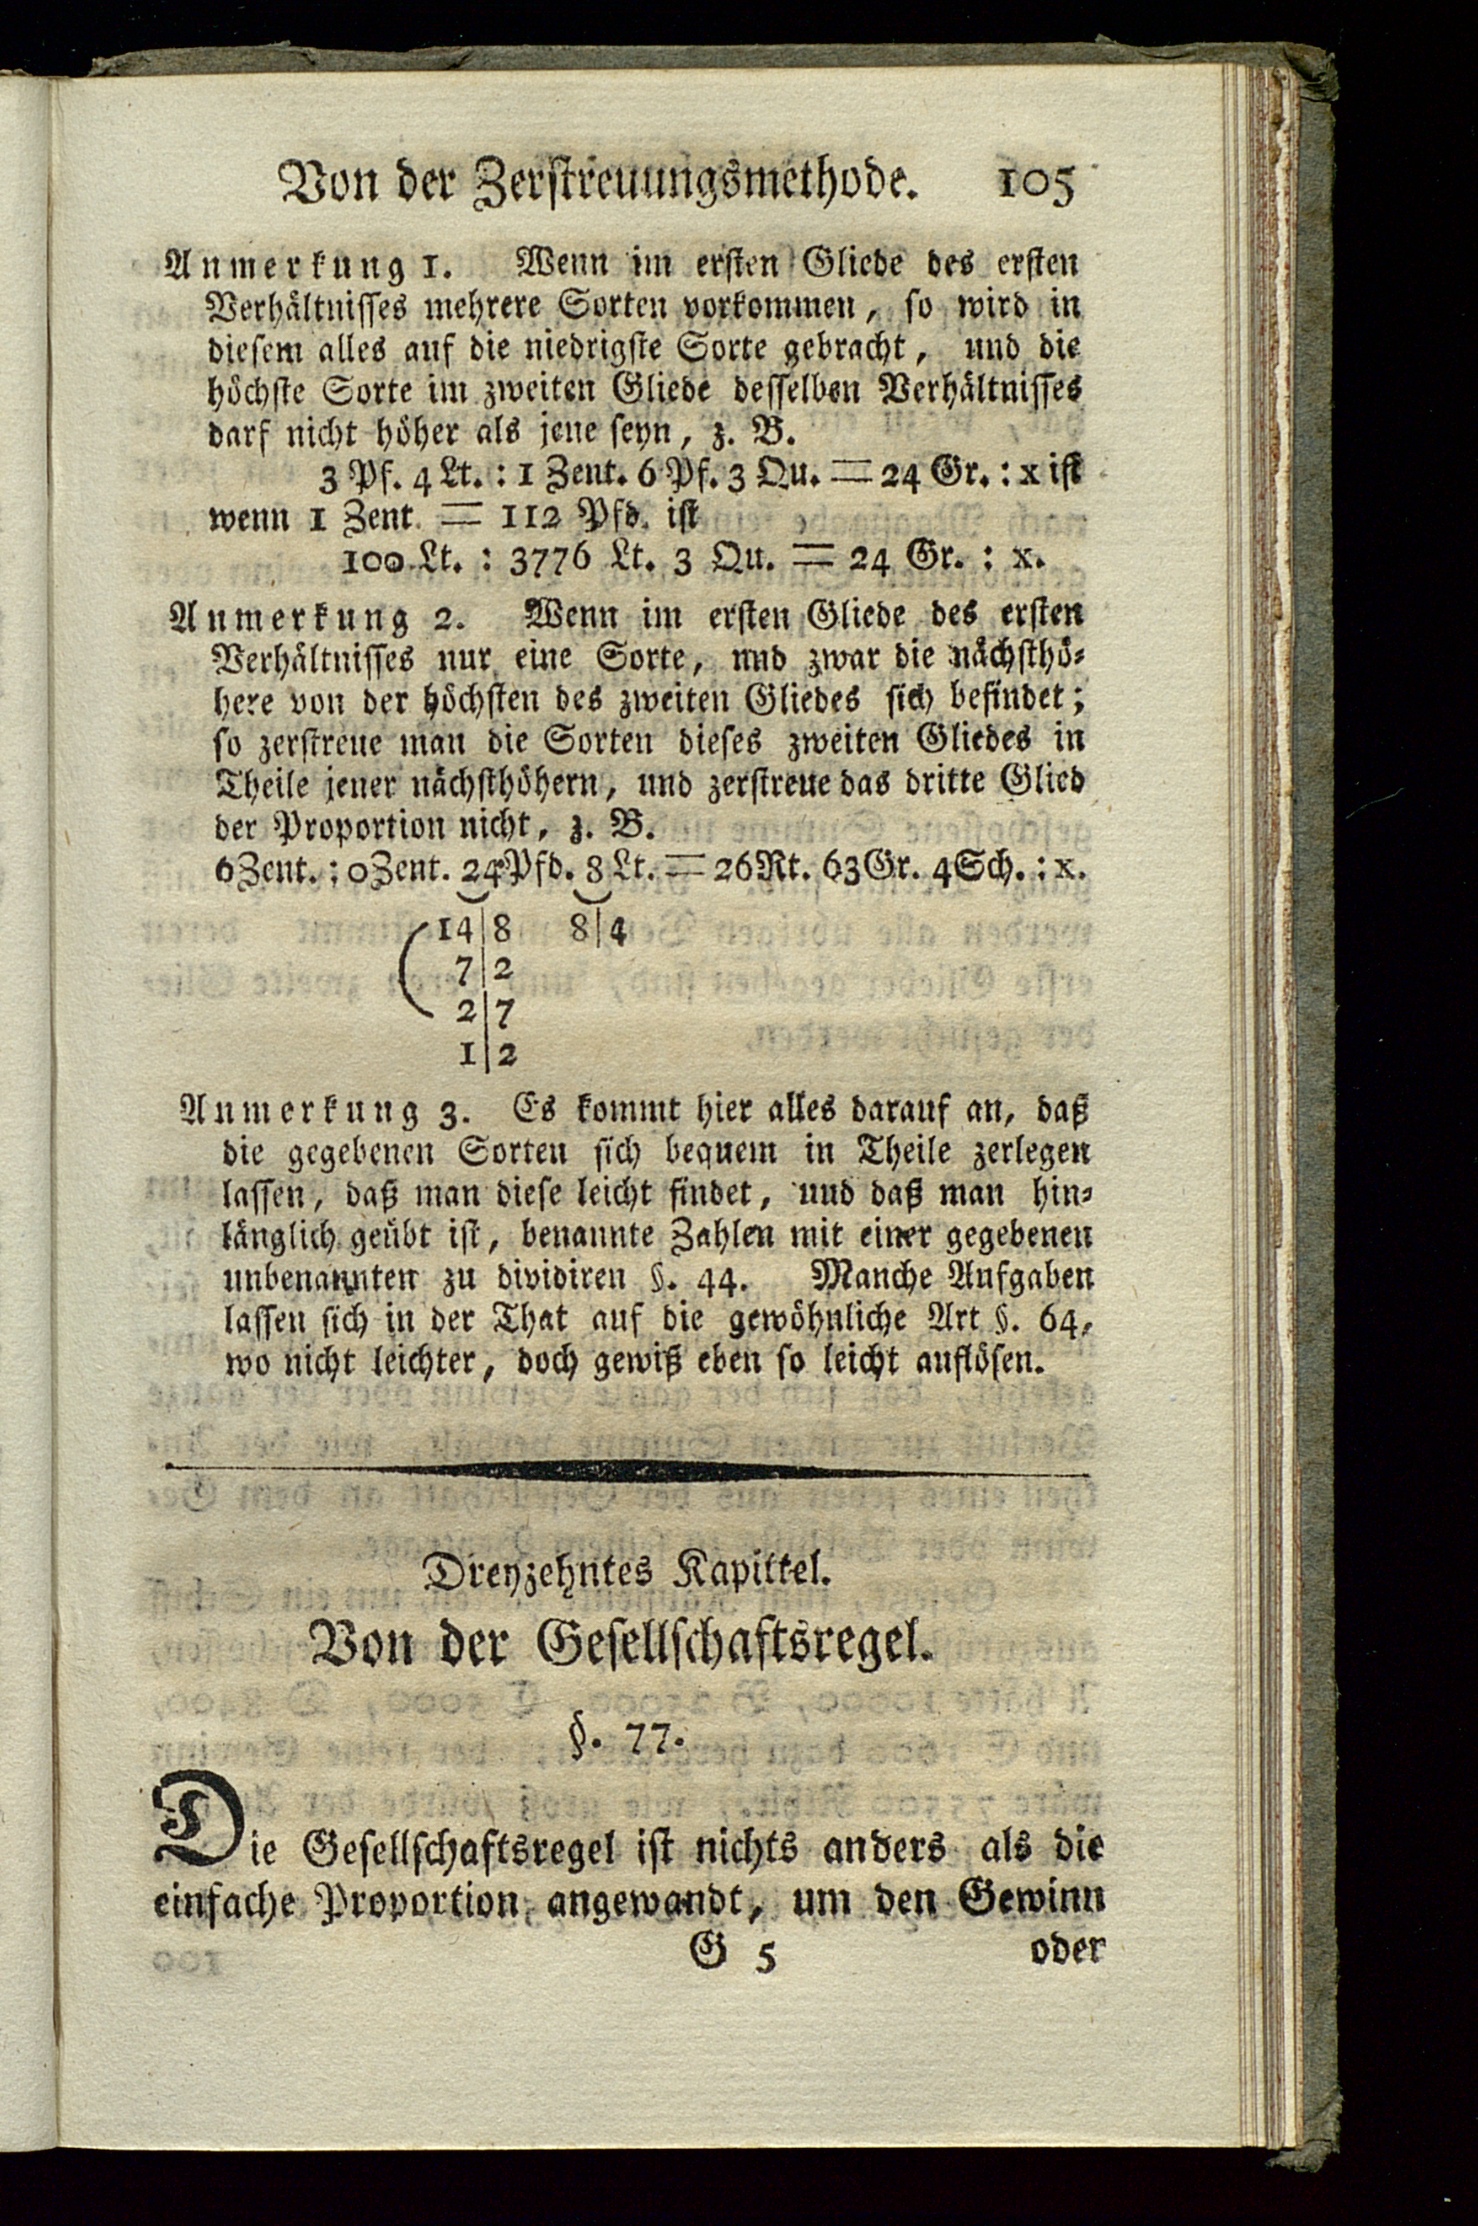 Von der Zerstreuungsmethode. 105
Anmerkung 1. Wenn im ersten Gliede des ersten
Verhältnisses mehrere Sorten vorkommen, so wird in
diesem alles auf die niedrigste Sorte gebracht, und die
höchste Sorte im zweiten Gliede desselben Verhältnisses
darf nicht höher als jene seyn, z. B.
3 Pf. 4 Lt. : 1 Zent. 6 Pf. 3 Qu. = 24 Gr. : x ist
wenn 1 Zent. = 112 Pfd. ist
100 Lt. : 3776 Lt. 3 Qu. = 24 Gr. : x.
Anmerkung 2. Wenn im ersten Gliede des ersten
Verhältnisses nur eine Sorte, und zwar die nächsthö=
here von der höchsten des zweiten Gliedes sich befindet;
so zerstreue man die Sorten dieses zweiten Gliedes in
Theile jener nächsthöhern, und zerstreue das dritte Glied
der Proportion nicht, z. B.
6 Zent. : 0 Zent. 24 Pfd. 8 Lt. = 26 Rt. 63 Gr. 4 Sch. : x.
14|8 8|4
7|2
2|7
1|2
Anmerkung 3. Es kommt hier alles darauf an, daß
die gegebenen Sorten sich bequem in Theile zerlegen
lassen, daß man diese leicht findet, und daß man hin=
länglich geübt ist, benannte Zahlen mit einer gegebenen
unbenannten zu dividiren §. 44. Manche Aufgaben
lassen sich in der That auf die gewöhnliche Art §. 64,
wo nicht leichter, doch gewiß eben so leicht auflösen.
Dreyzehntes Kapittel.
Von der Gesellschaftsregel.
§. 77.
Die Gesellschaftsregel ist nichts anders als die
einfache Proportion angewandt, um den Gewinn
G 5 oder